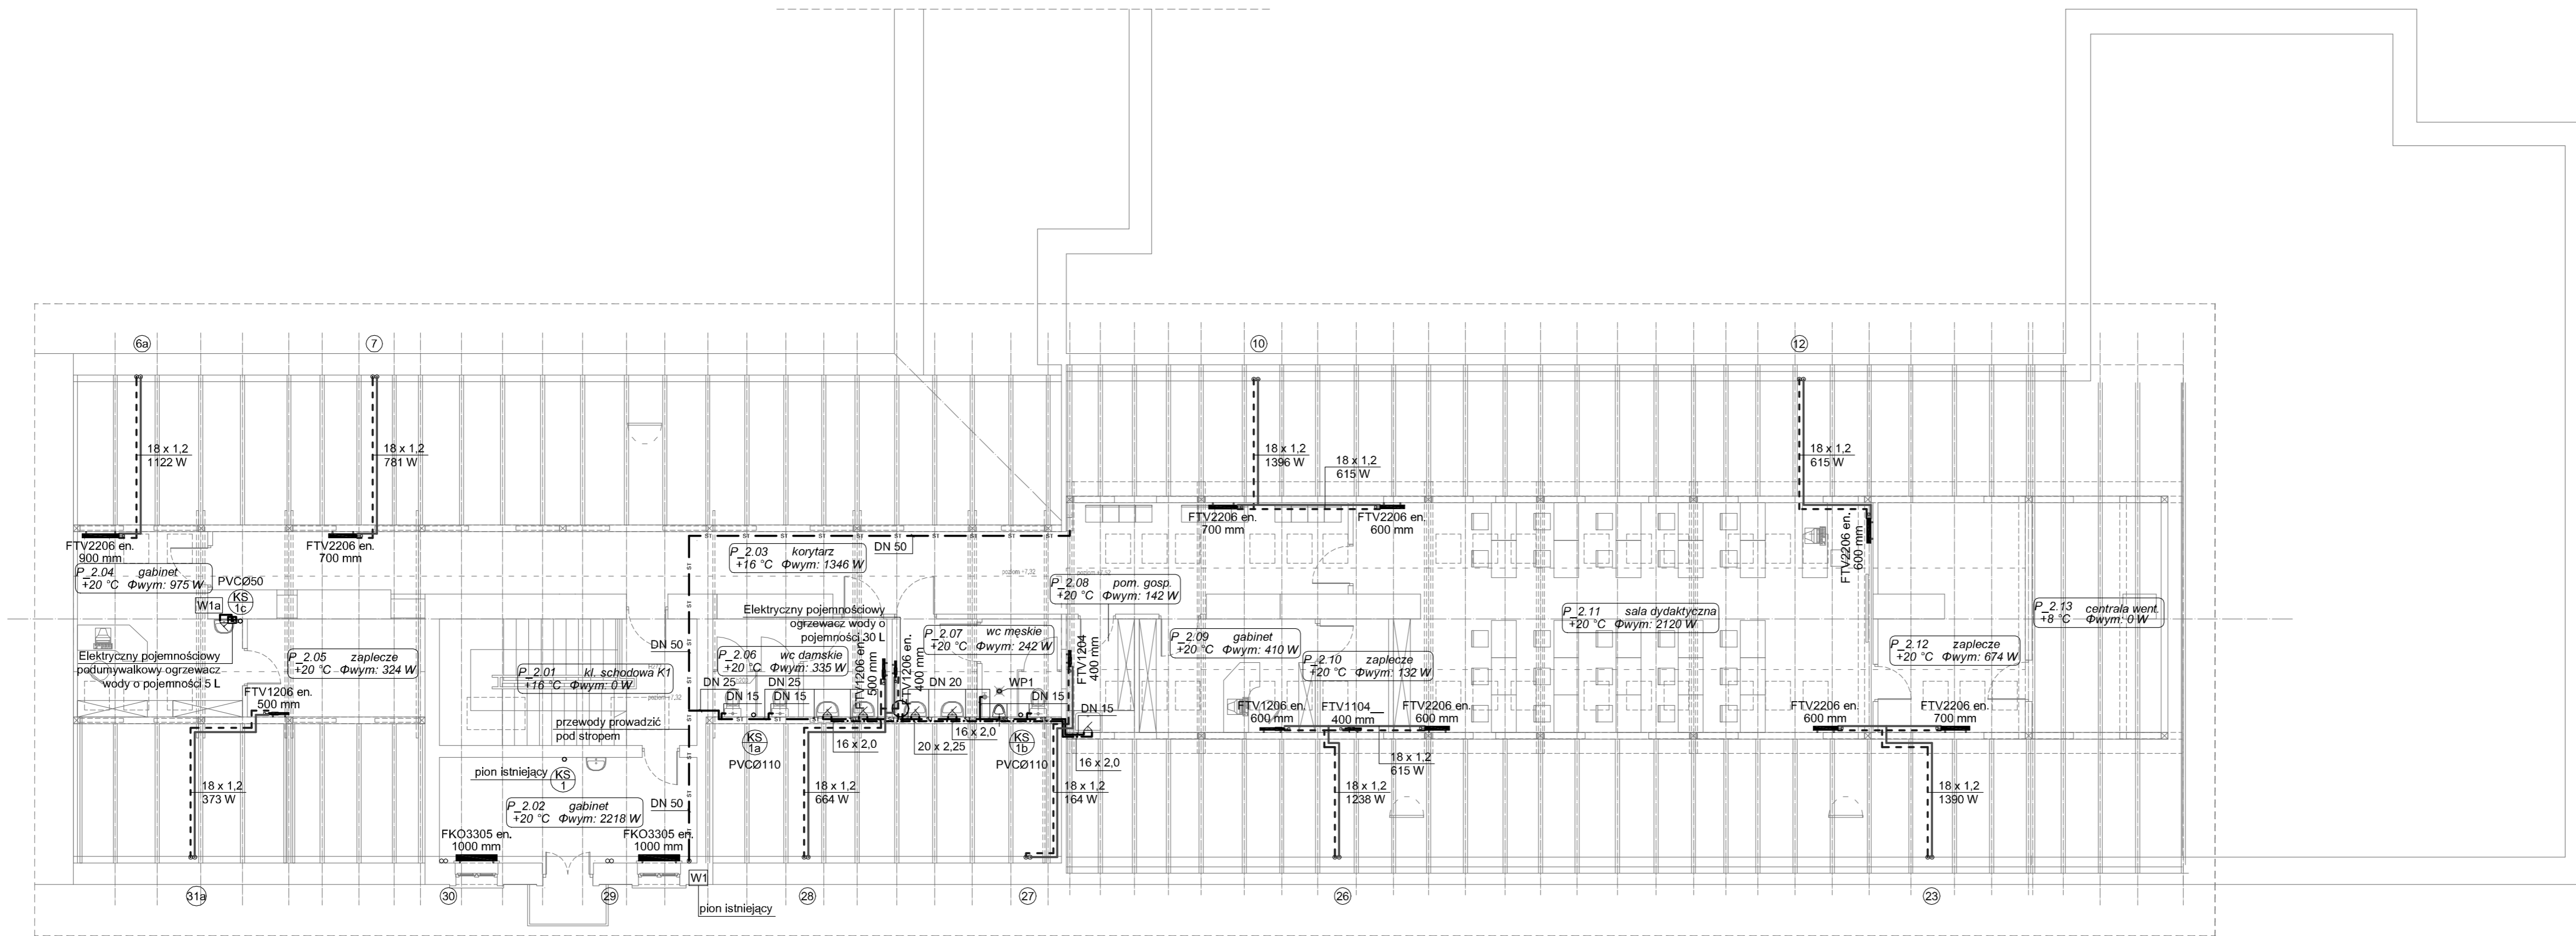 6a
7
10
12
18 x 1,2
1122 W
18 x 1,2
781 W
18 x 1,2
1396 W
18 x 1,2
615 W
18 x 1,2
615 W
FTV2206 en.
900 mm
FTV2206 en.
700 mm
FTV2206 en.
700 mm
FTV2206 en.
600 mm
FTV2206 en.
600 mm
P_2.04 gabinet
+20 °C Φwym: 975 W
PVCØ50
W1a
KS
1c
Elektryczny pojemnościowy
podumywalkowy ogrzewacz
wody o pojemności 5 L
P_2.05 zaplecze
+20 °C Φwym: 324 W
FTV1206 en.
500 mm
P_2.03 korytarz
+16 °C Φwym: 1346 W
DN 50
poziom +7,32
poziom +7,12
P_2.08 pom. gosp.
+20 °C Φwym: 142 W
Elektryczny pojemnościowy
ogrzewacz wody o
pojemności 30 L
P_2.07 wc męskie
+20 °C Φwym: 242 W
DN 50
P_2.06 wc damskie
+20 °C Φwym: 335 W
P_2.01 kl. schodowa K1
+16 °C Φwym: 0 W
poziom +7,32
FTV1206 en.
500 mm
FTV1206 en.
400 mm
FTV1204
400 mm
DN 25
DN 25
DN 20
WP1
DN 15
DN 15
DN 15
DN 15
P_2.09 gabinet
+20 °C Φwym: 410 W
P_2.10 zaplecze
+20 °C Φwym: 132 W
P_2.11 sala dydaktyczna
+20 °C Φwym: 2120 W
P_2.12 zaplecze
+20 °C Φwym: 674 W
P_2.13 centrala went.
+8 °C Φwym: 0 W
FTV1206 en.
600 mm
FTV1104__
400 mm
FTV2206 en.
600 mm
FTV2206 en.
600 mm
FTV2206 en.
700 mm
przewody prowadzić
pod stropem
KS
1a
PVCØ110
16 x 2,0
20 x 2,25
16 x 2,0
KS
1b
PVCØ110
16 x 2,0
18 x 1,2
615 W
pion istniejący
KS
1
18 x 1,2
373 W
P_2.02 gabinet
+20 °C Φwym: 2218 W
DN 50
18 x 1,2
664 W
18 x 1,2
164 W
18 x 1,2
1238 W
18 x 1,2
1390 W
FKO3305 en.
1000 mm
FKO3305 en.
1000 mm
W1
pion istniejący
31a
30
29
28
27
26
23